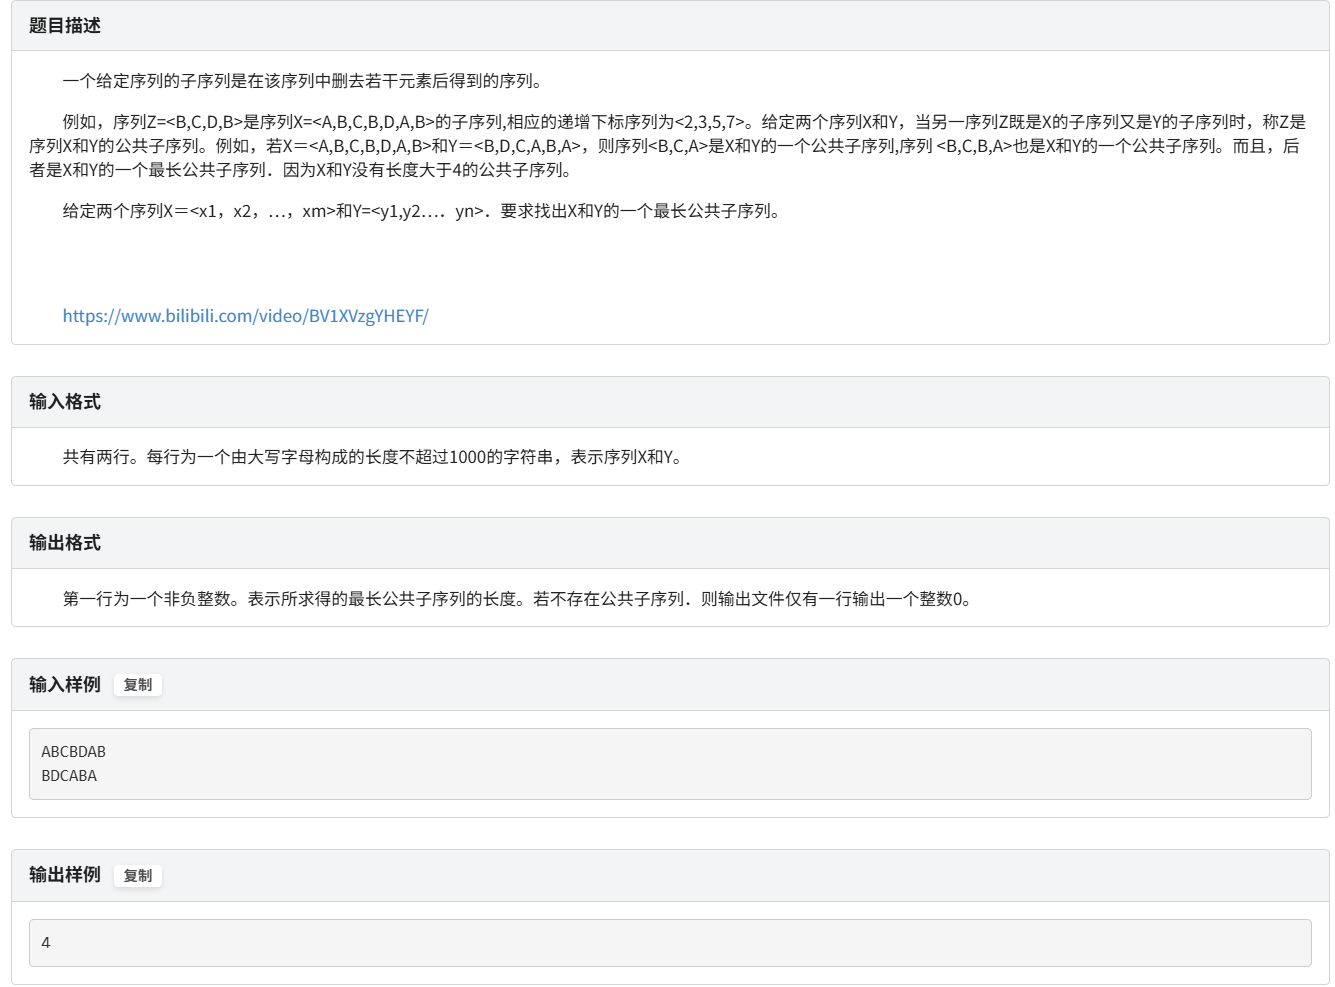 题目描述
一个给定序列的子序列是在该序列中删去若干元素后得到的序列。
例如，序列Z=<B,C,D,B>是序列X=<A,B,C,B,D,A,B>的子序列,相应的递增下标序列为<2,3,5,7>。给定两个序列X和Y，当另一序列Z既是X的子序列又是Y的子序列时，称Z是
序列X和Y的公共子序列。例如，若X＝<A,B,C,B,D,A,B>和Y＝<B,D,C,A,B,A>，则序列<B,C,A>是X和Y的一个公共子序列,序列 <B,C,B,A>也是X和Y的一个公共子序列。而且，后
者是X和Y的一个最长公共子序列．因为X和Y没有长度大于4的公共子序列。
给定两个序列X＝<x1，x2，…，xm>和Y=<y1,y2…．yn>．要求找出X和Y的一个最长公共子序列。
https://www.bilibili.com/video/BV1XVzgYHEYF/
输入格式
共有两行。每行为一个由大写字母构成的长度不超过1000的字符串，表示序列X和Y。
输出格式
第一行为一个非负整数。表示所求得的最长公共子序列的长度。若不存在公共子序列．则输出文件仅有一行输出一个整数0。
输入样例 复制
ABCBDAB
BDCABA
输出样例 复制
4